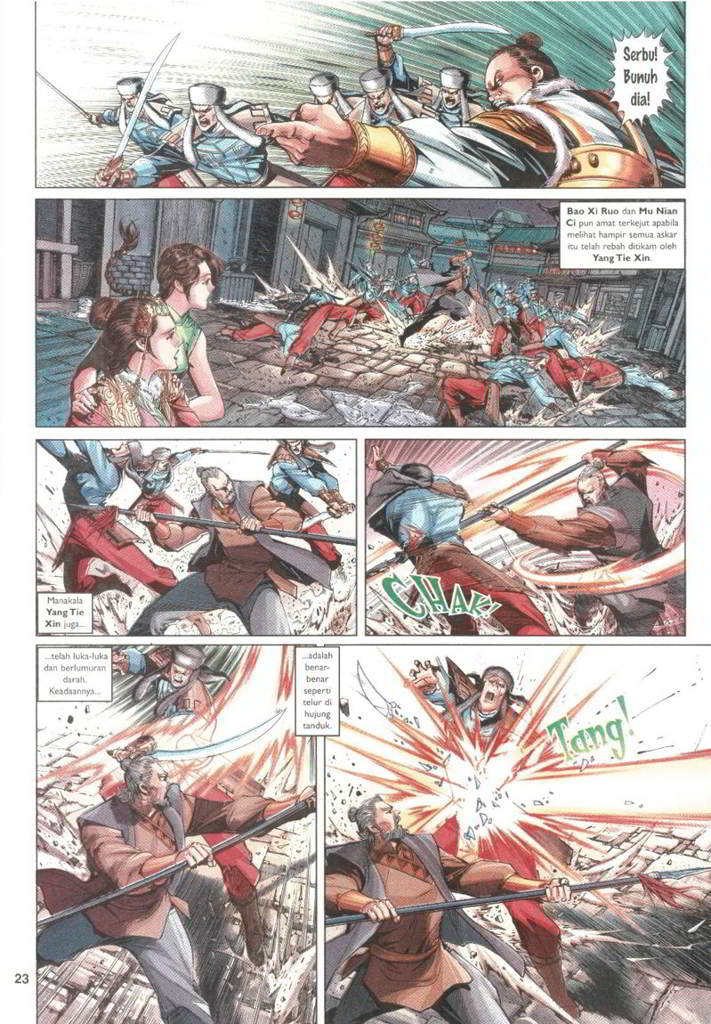 Serbu!
Bunuh
dia!
Bao Xi Ruo dan Mu Nian
Ci pun amat terkejut apabila
melihat hampir semua askar
itu telah rebah ditikam oleh
Yang Tie Xin.
Manakala
Yang Tie
Xin juga...
CHAK!
...telah luka-luka
dan berlumuran
darah.
Keadaannya...
...adalah
benar-
benar
seperti
telur di
hujung
tanduk.
Tang!
23